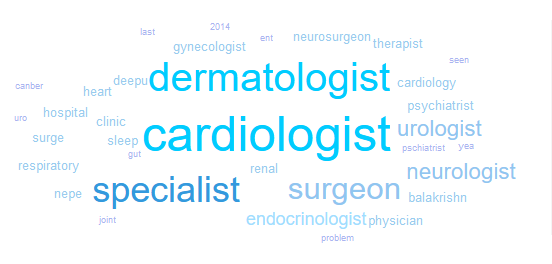 last 2014
gynecologist ent neurosurgeon therapist
deepu dermatologist seen
canber heart cardiology
uro hospital clinic psychiatrist
surge sleep cardiologist urologist
gut pschiatrist yea
respiratory renal neurologist
nepe specialist surgeon balakrishn
joint endocrinologist physician
problem